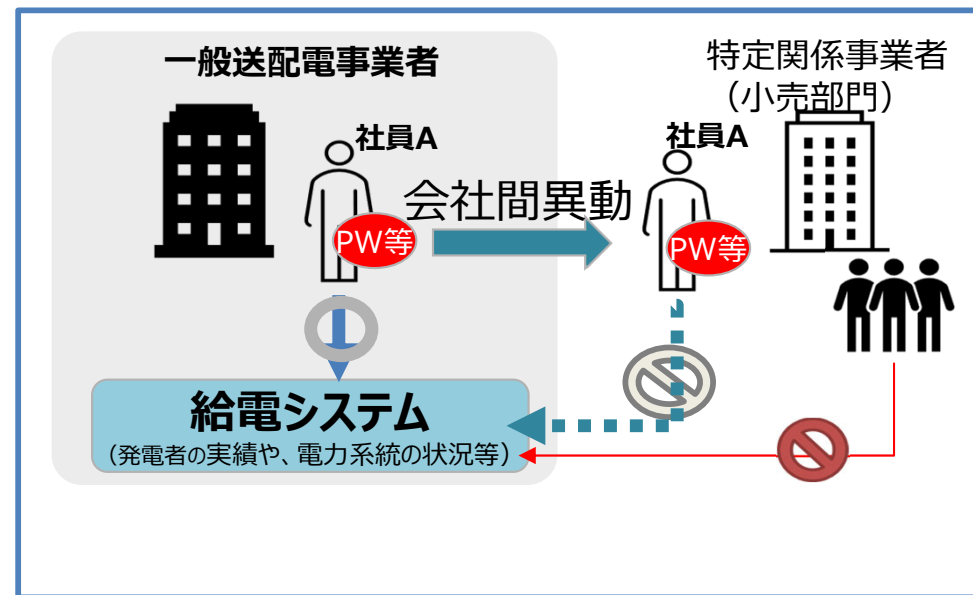 一般送配電事業者
特定関係事業者
（小売部門）
社員A
社員A
会社間異動
PW等
PW等
給電システム
（発電者の実績や、電力系統の状況等）